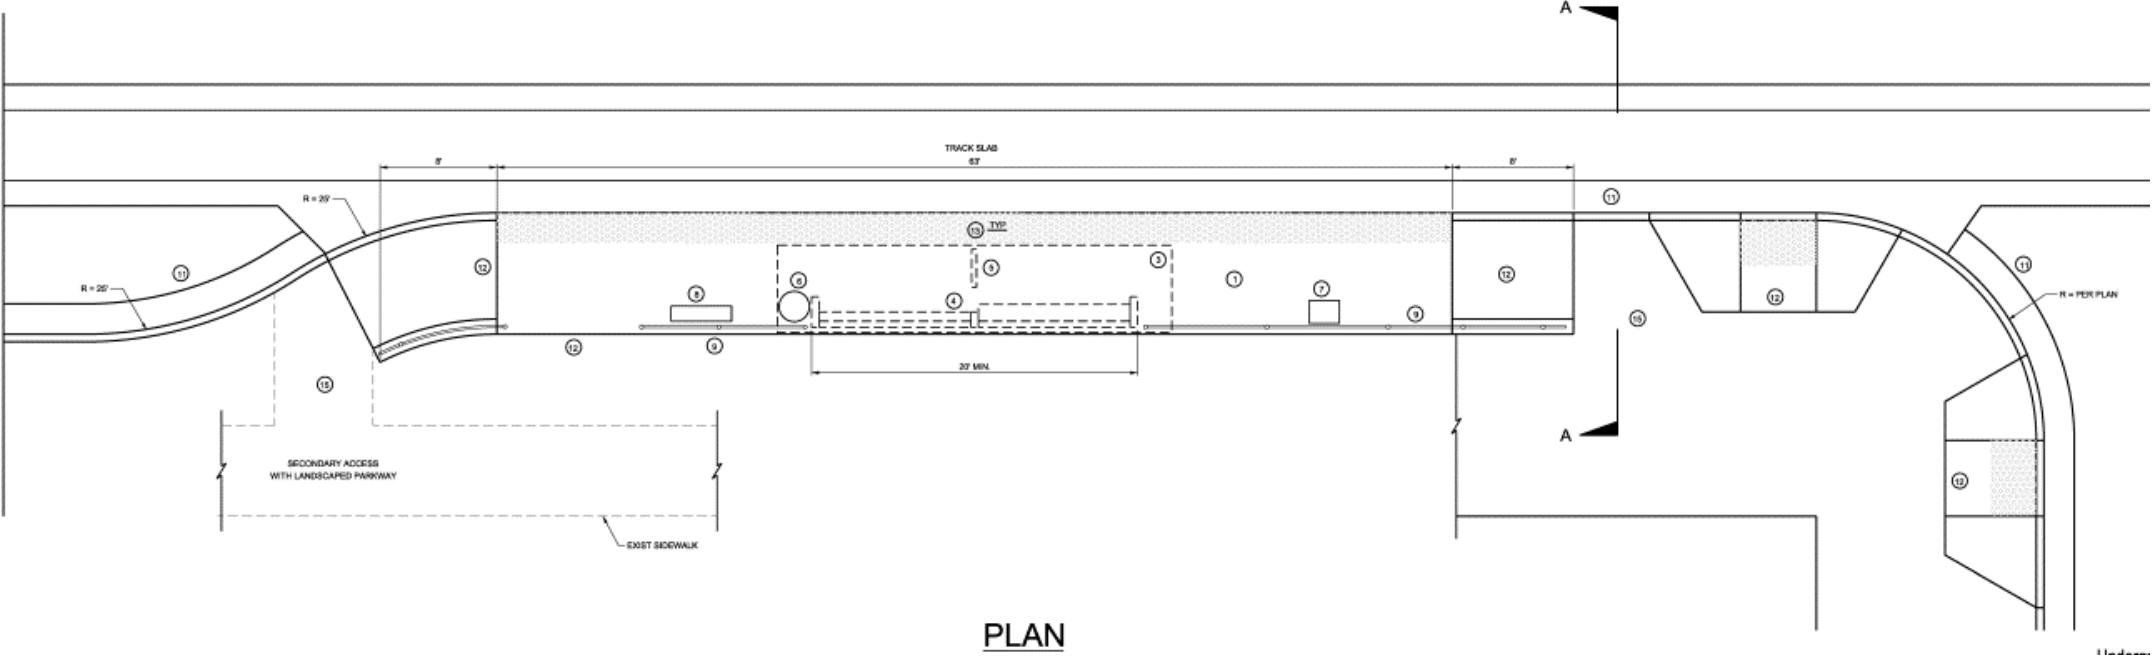 A
TRACK SLAB
8'
63'
8'
R = 25'
11
13 TYP
11
12
6
5
3
1
12
11
R = 25'
8
4
7
9
12
15
R = PER PLAN
12
9
20' MIN.
15
A
SECONDARY ACCESS
WITH LANDSCAPED PARKWAY
12
EXIST SIDEWALK
PLAN